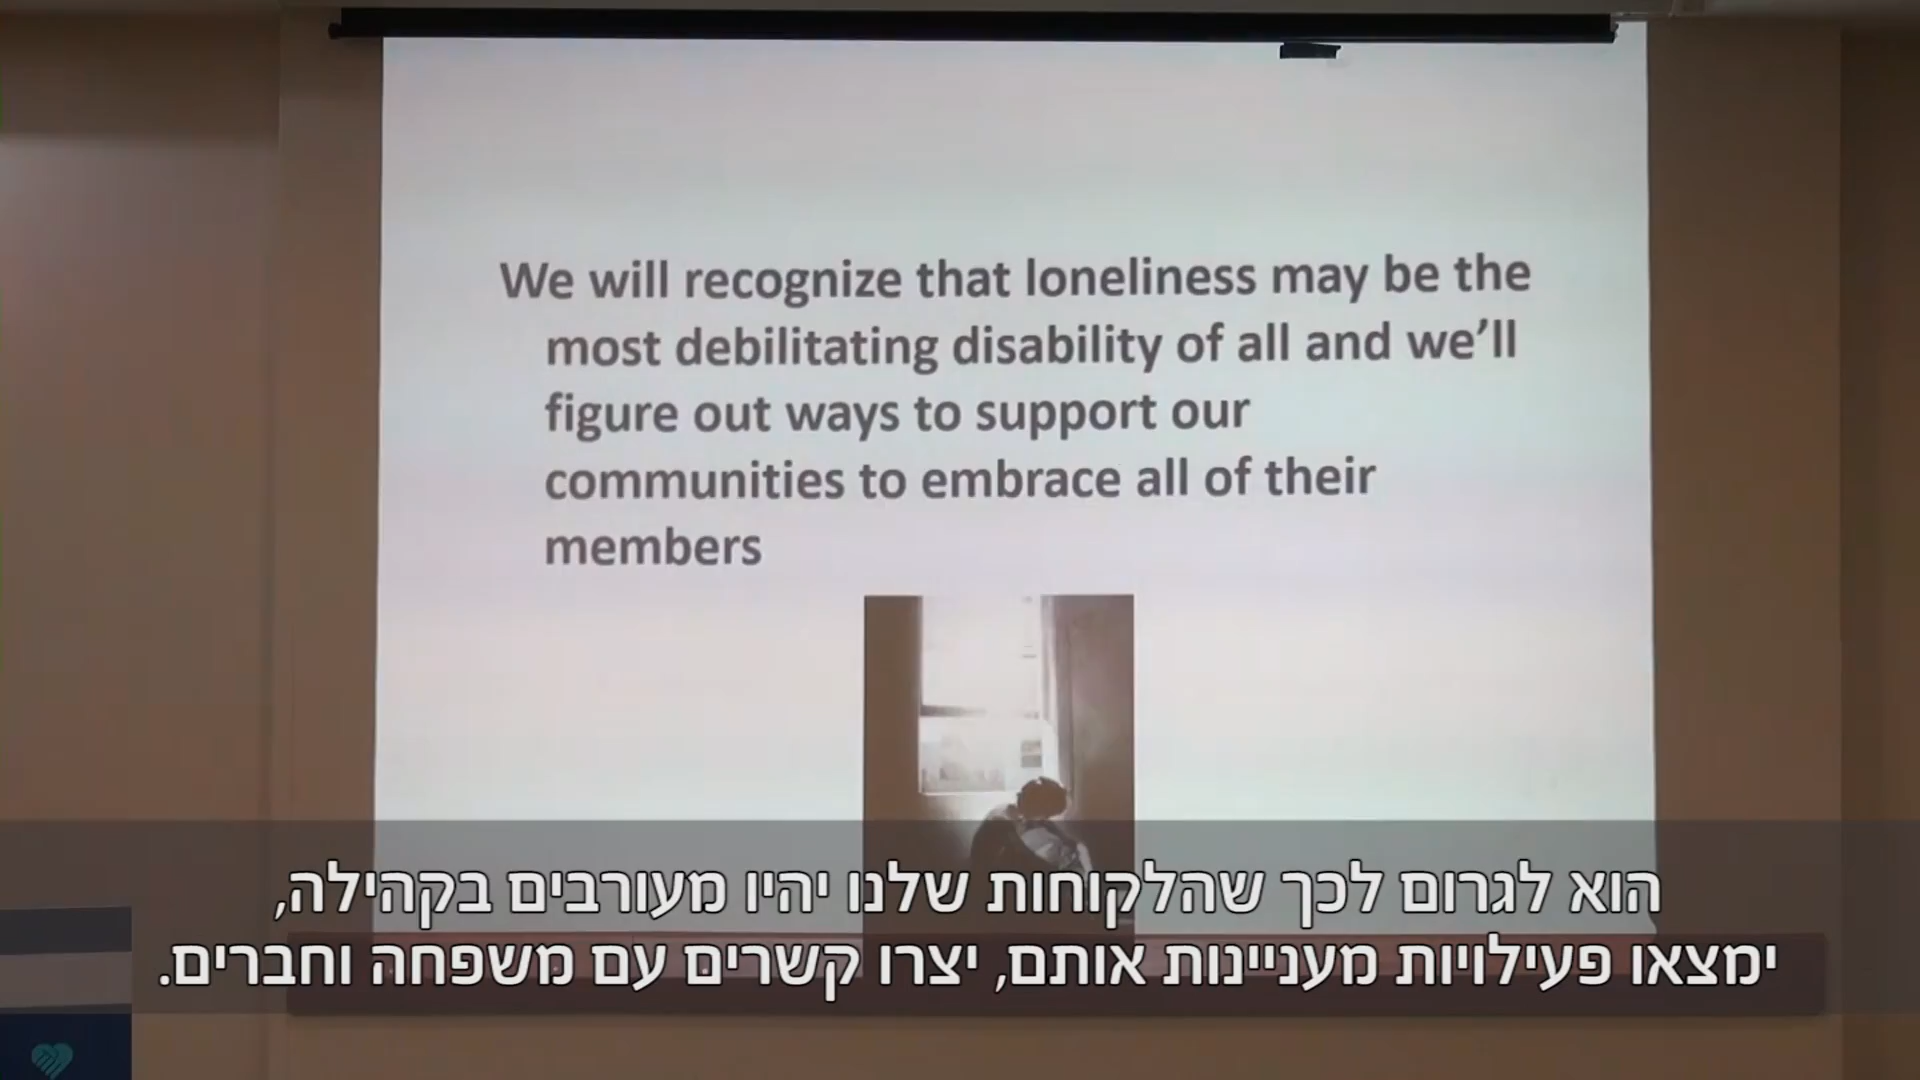 We will recognize that loneliness may be the
most debilitating disability of all and we'll
figure out ways to support our
communities to embrace all of their
members
הוא לגרום לכך שהלקוחות שלנו יהיו מעורבים בקהילה,
ימצאו פעילויות מעניינות אותם, יצרו קשרים עם משפחה וחברים.